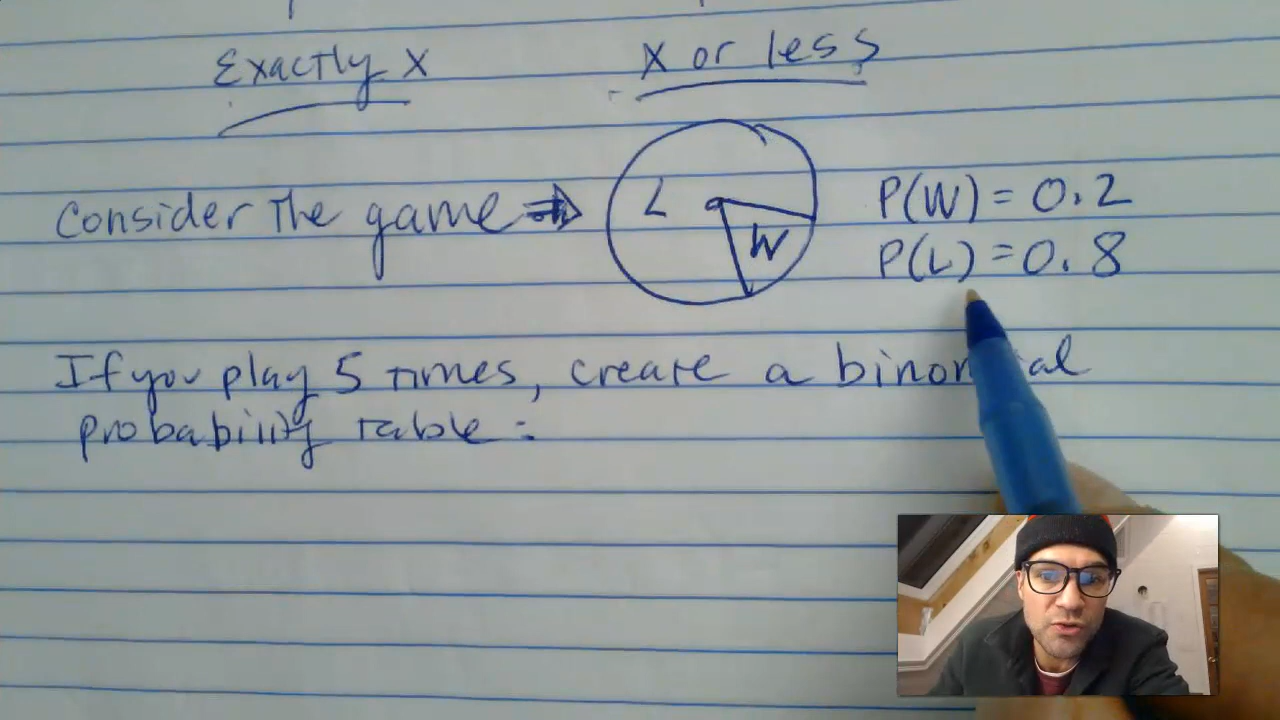 Exactly x
x or less
Consider The game ⇒
L
W
P(W) = 0.2
P(L) = 0.8
If you play 5 times, create a binomial
probability table: